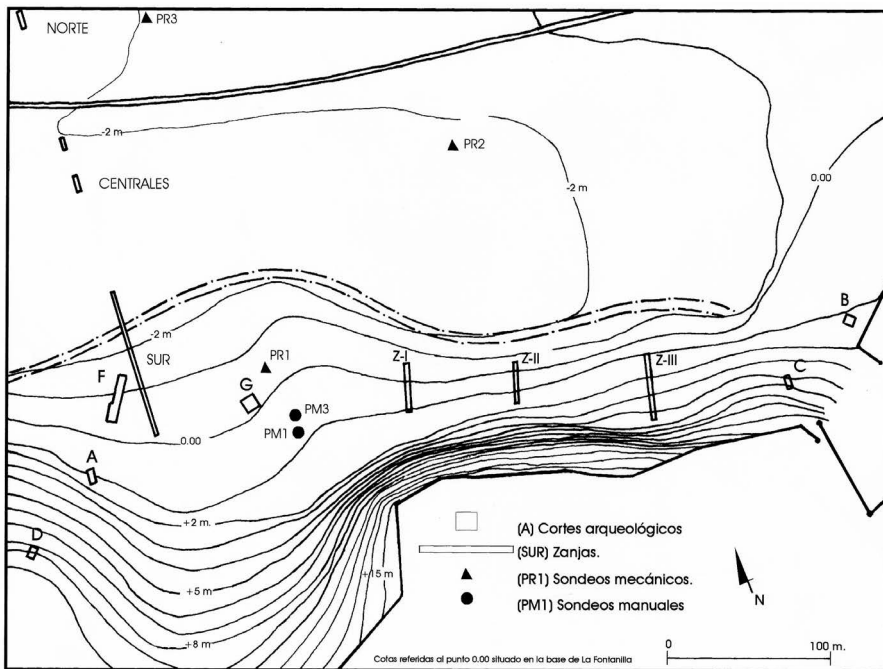 NORTE
PR3
-2 m
PR2
CENTRALES
-2 m
0.00
B
-2 m
SUR
F
PR1
Z-I
Z-II
Z-III
C
G
PM3
PM1
0.00
A
+2 m.
D
+5 m
+15 m
+8 m
(A) Cortes arqueológicos
(SUR) Zanjas.
(PR1) Sondeos mecánicos.
(PM1) Sondeos manuales
N
0 100 m.
Cotas referidas al punto 0.00 situado en la base de La Fontanilla